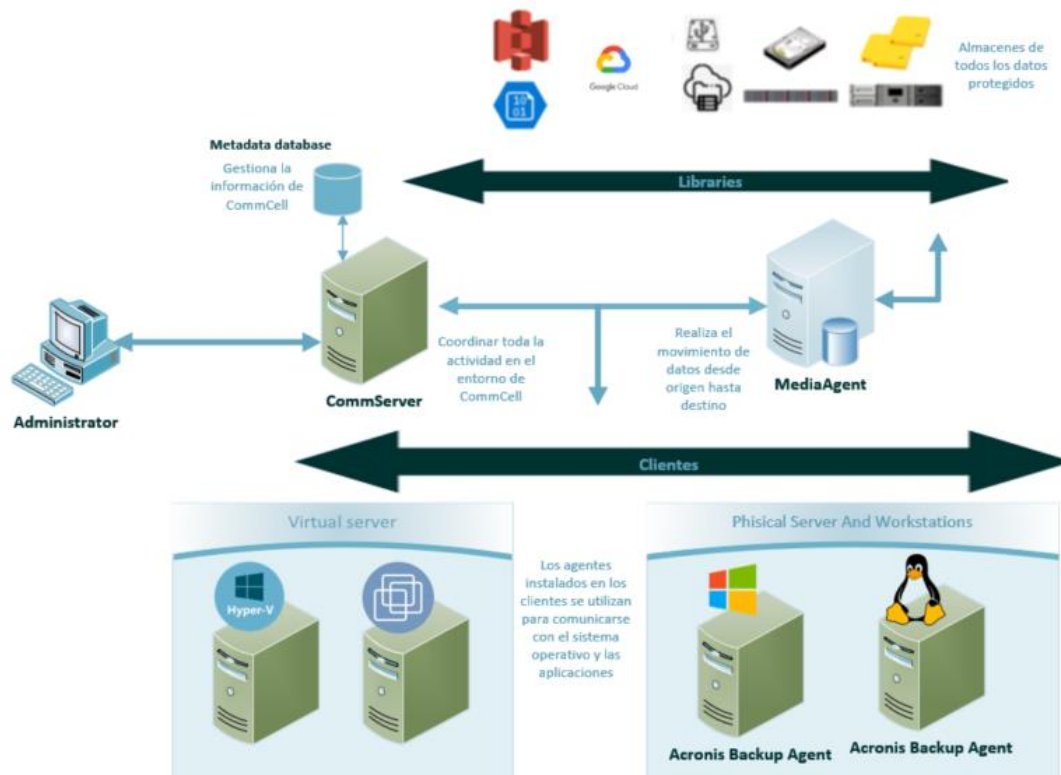 Almacenes de
todos los datos
protegidos
10
01
Google Cloud
Metadata database
Gestiona la
información de
CommCell
Libraries
Coordinar toda la
actividad en el
entorno de
CommCell
Realiza el
movimiento de
datos desde
origen hasta
destino
Administrator
CommServer
MediaAgent
Clientes
Virtual server
Phisical Server And Workstations
Hyper-V
Los agentes
instalados en los
clientes se utilizan
para comunicarse
con el sistema
operativo y las
aplicaciones
Acronis Backup Agent
Acronis Backup Agent